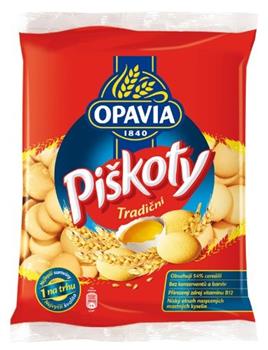 OPAVIA
1840
Piškoty
Tradiční
1 na trhu
Obsahují 54% cereálií
Bez konzervantů a barviv
Přirozený zdroj vitamínu B12
Nízký obsah nasycených
mastných kyselin